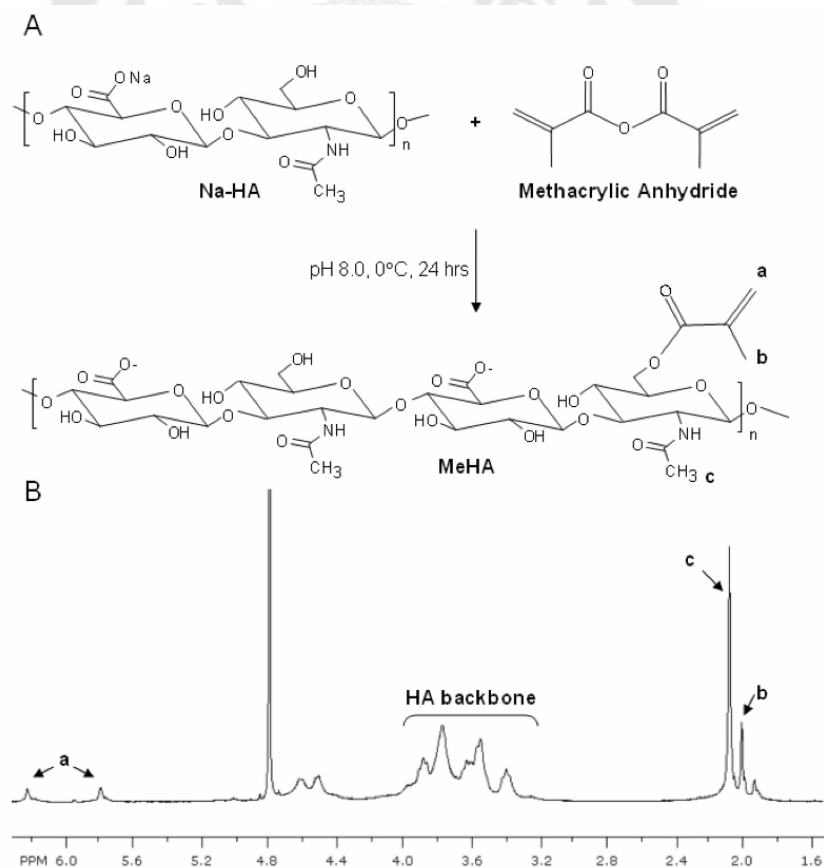 A
ONa
O
O
OH
HO
O
O
HO
OH
O
O
NH
O
CH3
n
Na-HA
+
O
O
O
Methacrylic Anhydride
pH 8.0, 0°C, 24 hrs
a
O
b
O
O
O-
O
O
HO
OH
OH
HO
O
O
NH
O
CH3
O
O
O-
O
HO
OH
O
HO
O
O
NH
O
CH3 c
n
MeHA
B
c
HA backbone
b
a
PPM 6.0 5.6 5.2 4.8 4.4 4.0 3.6 3.2 2.8 2.4 2.0 1.6